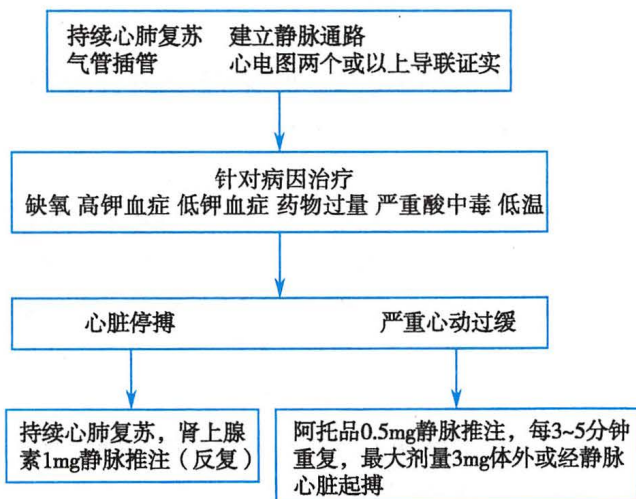 持续心肺复苏 建立静脉通路
气管插管 心电图两个或以上导联证实
针对病因治疗
缺氧 高钾血症 低钾血症 药物过量 严重酸中毒 低温
心脏停搏 严重心动过缓
持续心肺复苏，肾上腺
素1mg静脉推注（反复）
阿托品0.5mg静脉推注，每3~5分钟
重复，最大剂量3mg体外或经静脉
心脏起搏